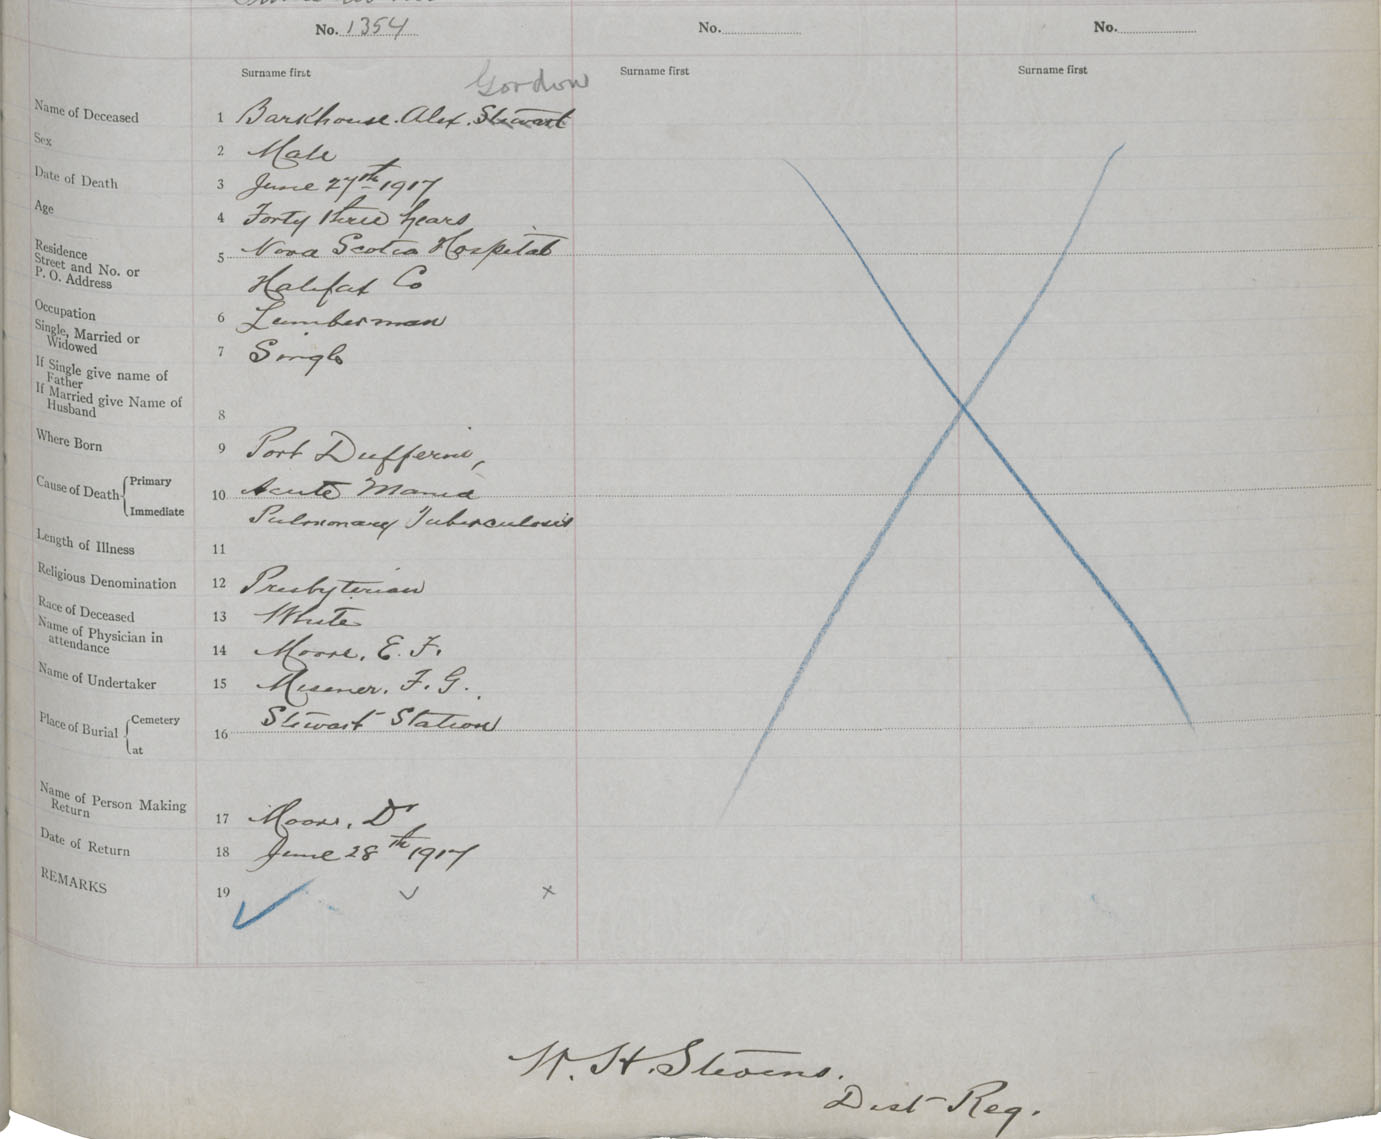 No. 1354
No.
No.
Surname first
Surname first
Surname first
Gordon
Name of Deceased 1 Barkhouse. Alex. Stewart
Sex 2 Male
Date of Death 3 June 27th 1917
Age 4 Forty three years
Residence
Street and No. or
P. O. Address
5 Nova Scotia Hospital
Halifax Co
Occupation 6 Lumberman
Single, Married or
Widowed
7 Single
If Single give name of
Father
If Married give Name of
Husband
8
Where Born 9 Port Dufferin,
Cause of Death Primary 10 Acute Mania
Immediate Pulmonary Tuberculosis
Length of Illness 11
Religious Denomination 12 Presbyterian
Race of Deceased 13 White
Name of Physician in
attendance
14 Moore. E. F.
Name of Undertaker 15 Misener. F. G.
Place of Burial Cemetery 16 Stewart Station
at
Name of Person Making
Return
17 Moore. Dr
Date of Return 18 June 28th 1917
REMARKS 19
W. H. Stevens.
Dist Reg.